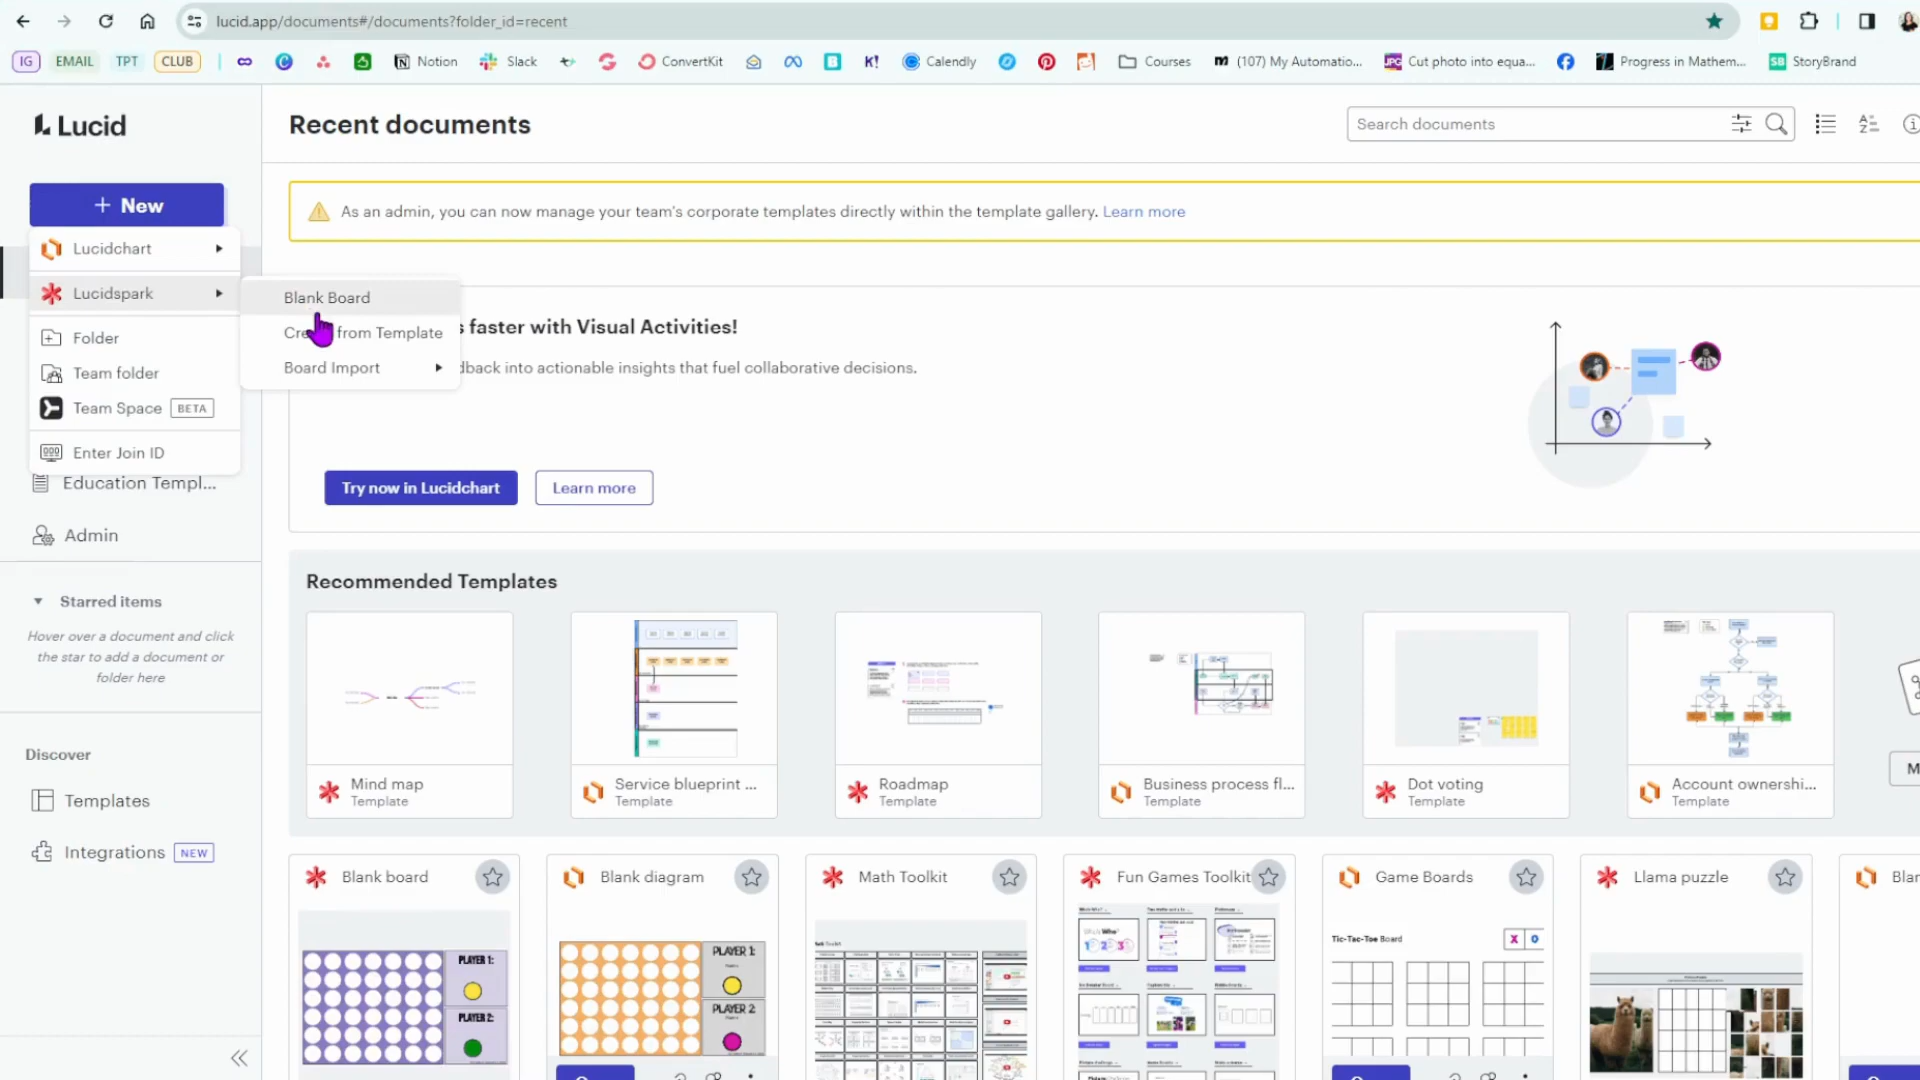 lucid.app/documents#/documents?folder_id=recent
IG EMAIL TPT CLUB Notion Slack ConvertKit K! Calendly Courses (107) My Automatio... Cut photo into equa... Progress in Mathem... StoryBrand
Lucid
Recent documents
Search documents
+ New
As an admin, you can now manage your team's corporate templates directly within the template gallery. Learn more
Lucidchart
Lucidspark
Blank Board
from Template
Board Import
Folder
Team folder
Team Space BETA
Enter Join ID
Education Templ...
Admin
faster with Visual Activities!
dback into actionable insights that fuel collaborative decisions.
Try now in Lucidchart
Learn more
Starred items
Hover over a document and click
the star to add a document or
folder here
Discover
Templates
Integrations NEW
Recommended Templates
Mind map
Template
Service blueprint ...
Template
Roadmap
Template
Business process fl...
Template
Dot voting
Template
Account ownershi...
Template
Blank board
PLAYER 1:
PLAYER 2:
Blank diagram
PLAYER 1:
PLAYER 2:
Math Toolkit
Fun Games Toolkit
Game Boards
Tic-Tac-Toe Board
X O
Llama puzzle